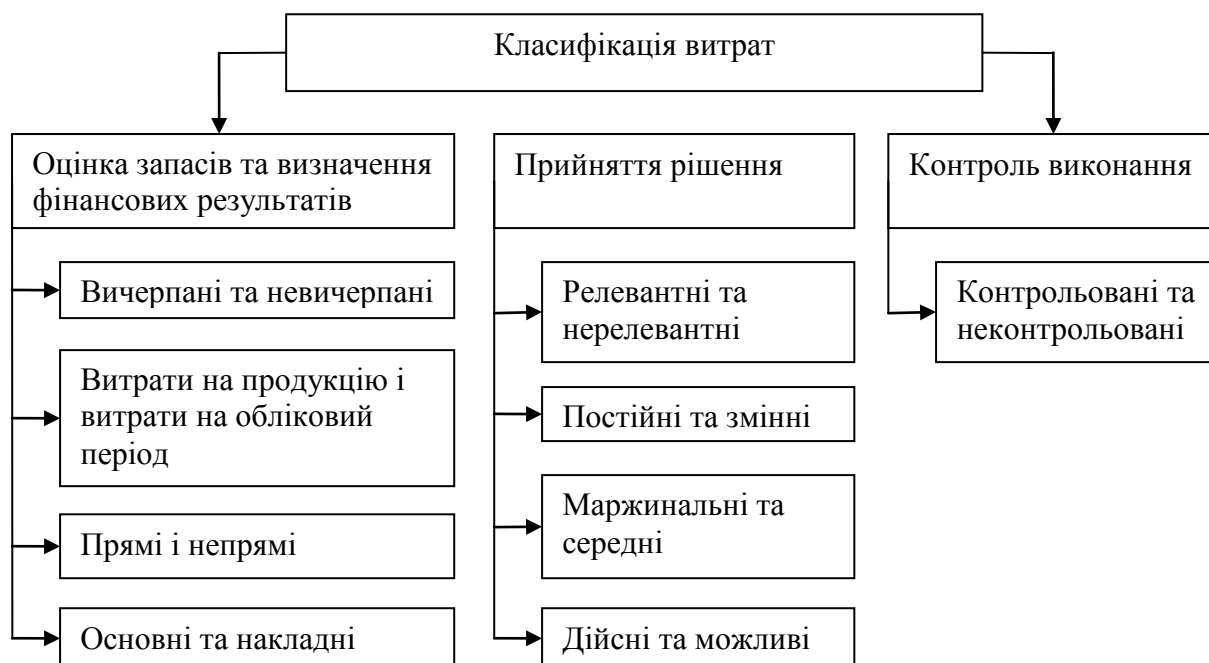 Класифікація витрат
Оцінка запасів та визначення
фінансових результатів
Вичерпані та невичерпані
Витрати на продукцію і
витрати на обліковий
період
Прямі і непрямі
Основні та накладні
Прийняття рішення
Релевантні та
нерелевантні
Постійні та змінні
Маржинальні та
середні
Дійсні та можливі
Контроль виконання
Контрольовані та
неконтрольовані